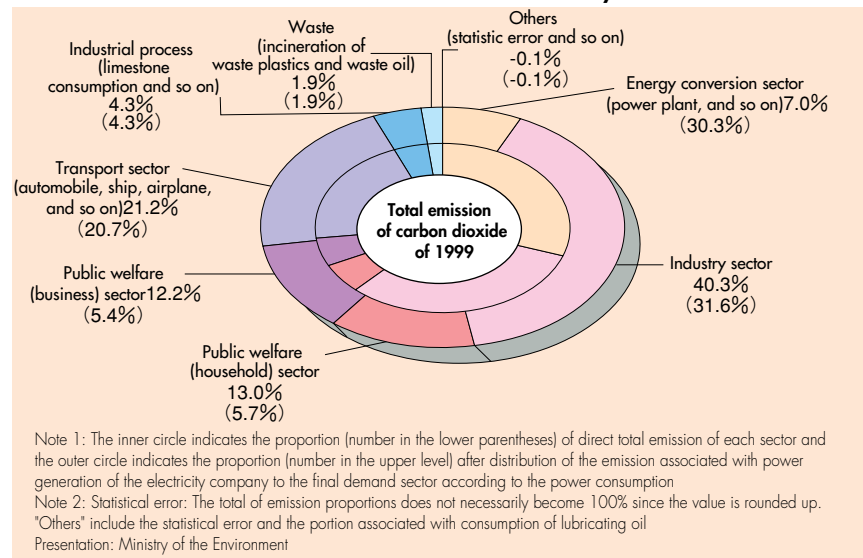 Others
(statistic error and so on)
-0.1%
(-0.1%)
Waste
(incineration of
waste plastics and waste oil)
1.9%
(1.9%)
Industrial process
(limestone
consumption and so on)
4.3%
(4.3%)
Energy conversion sector
(power plant, and so on)7.0%
(30.3%)
Transport sector
(automobile, ship, airplane,
and so on)21.2%
(20.7%)
Total emission
of carbon dioxide
of 1999
Public welfare
(business) sector12.2%
(5.4%)
Industry sector
40.3%
(31.6%)
Public welfare
(household) sector
13.0%
(5.7%)
Note 1: The inner circle indicates the proportion (number in the lower parentheses) of direct total emission of each sector and
the outer circle indicates the proportion (number in the upper level) after distribution of the emission associated with power
generation of the electricity company to the final demand sector according to the power consumption
Note 2: Statistical error: The total of emission proportions does not necessarily become 100% since the value is rounded up.
"Others" include the statistical error and the portion associated with consumption of lubricating oil
Presentation: Ministry of the Environment